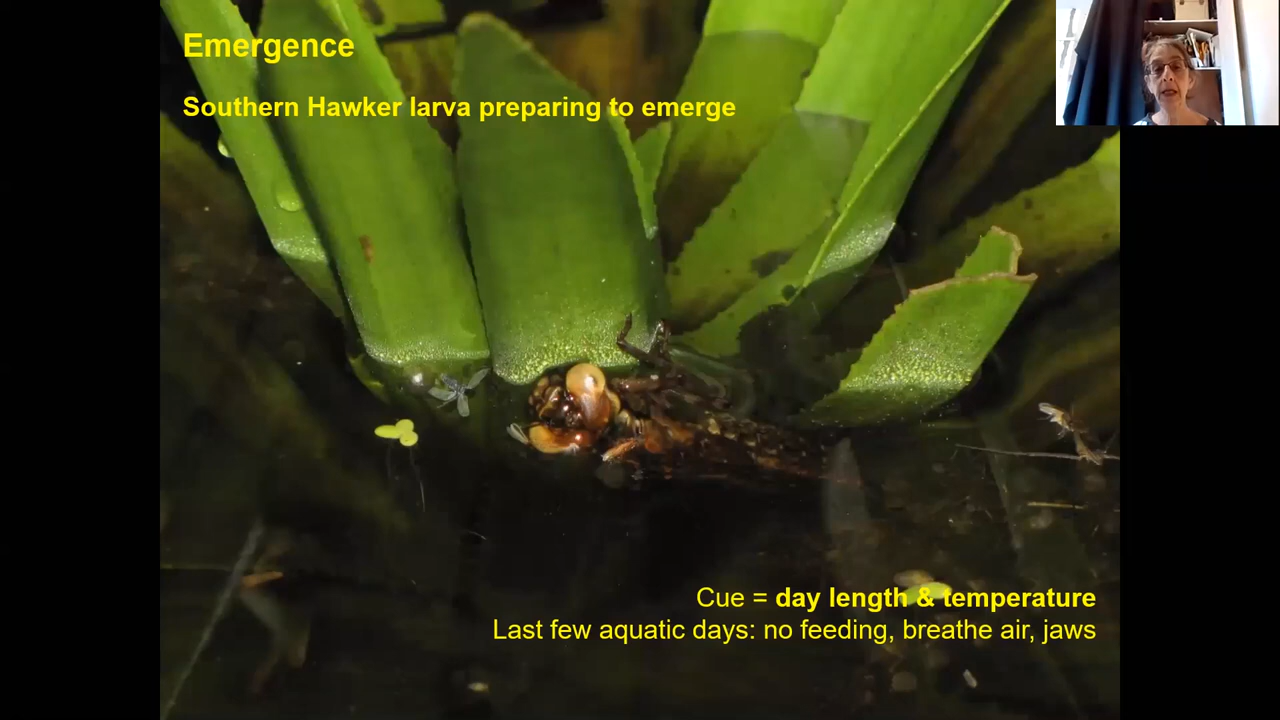 Emergence
Southern Hawker larva preparing to emerge
Cue = day length & temperature
Last few aquatic days: no feeding, breathe air, jaws